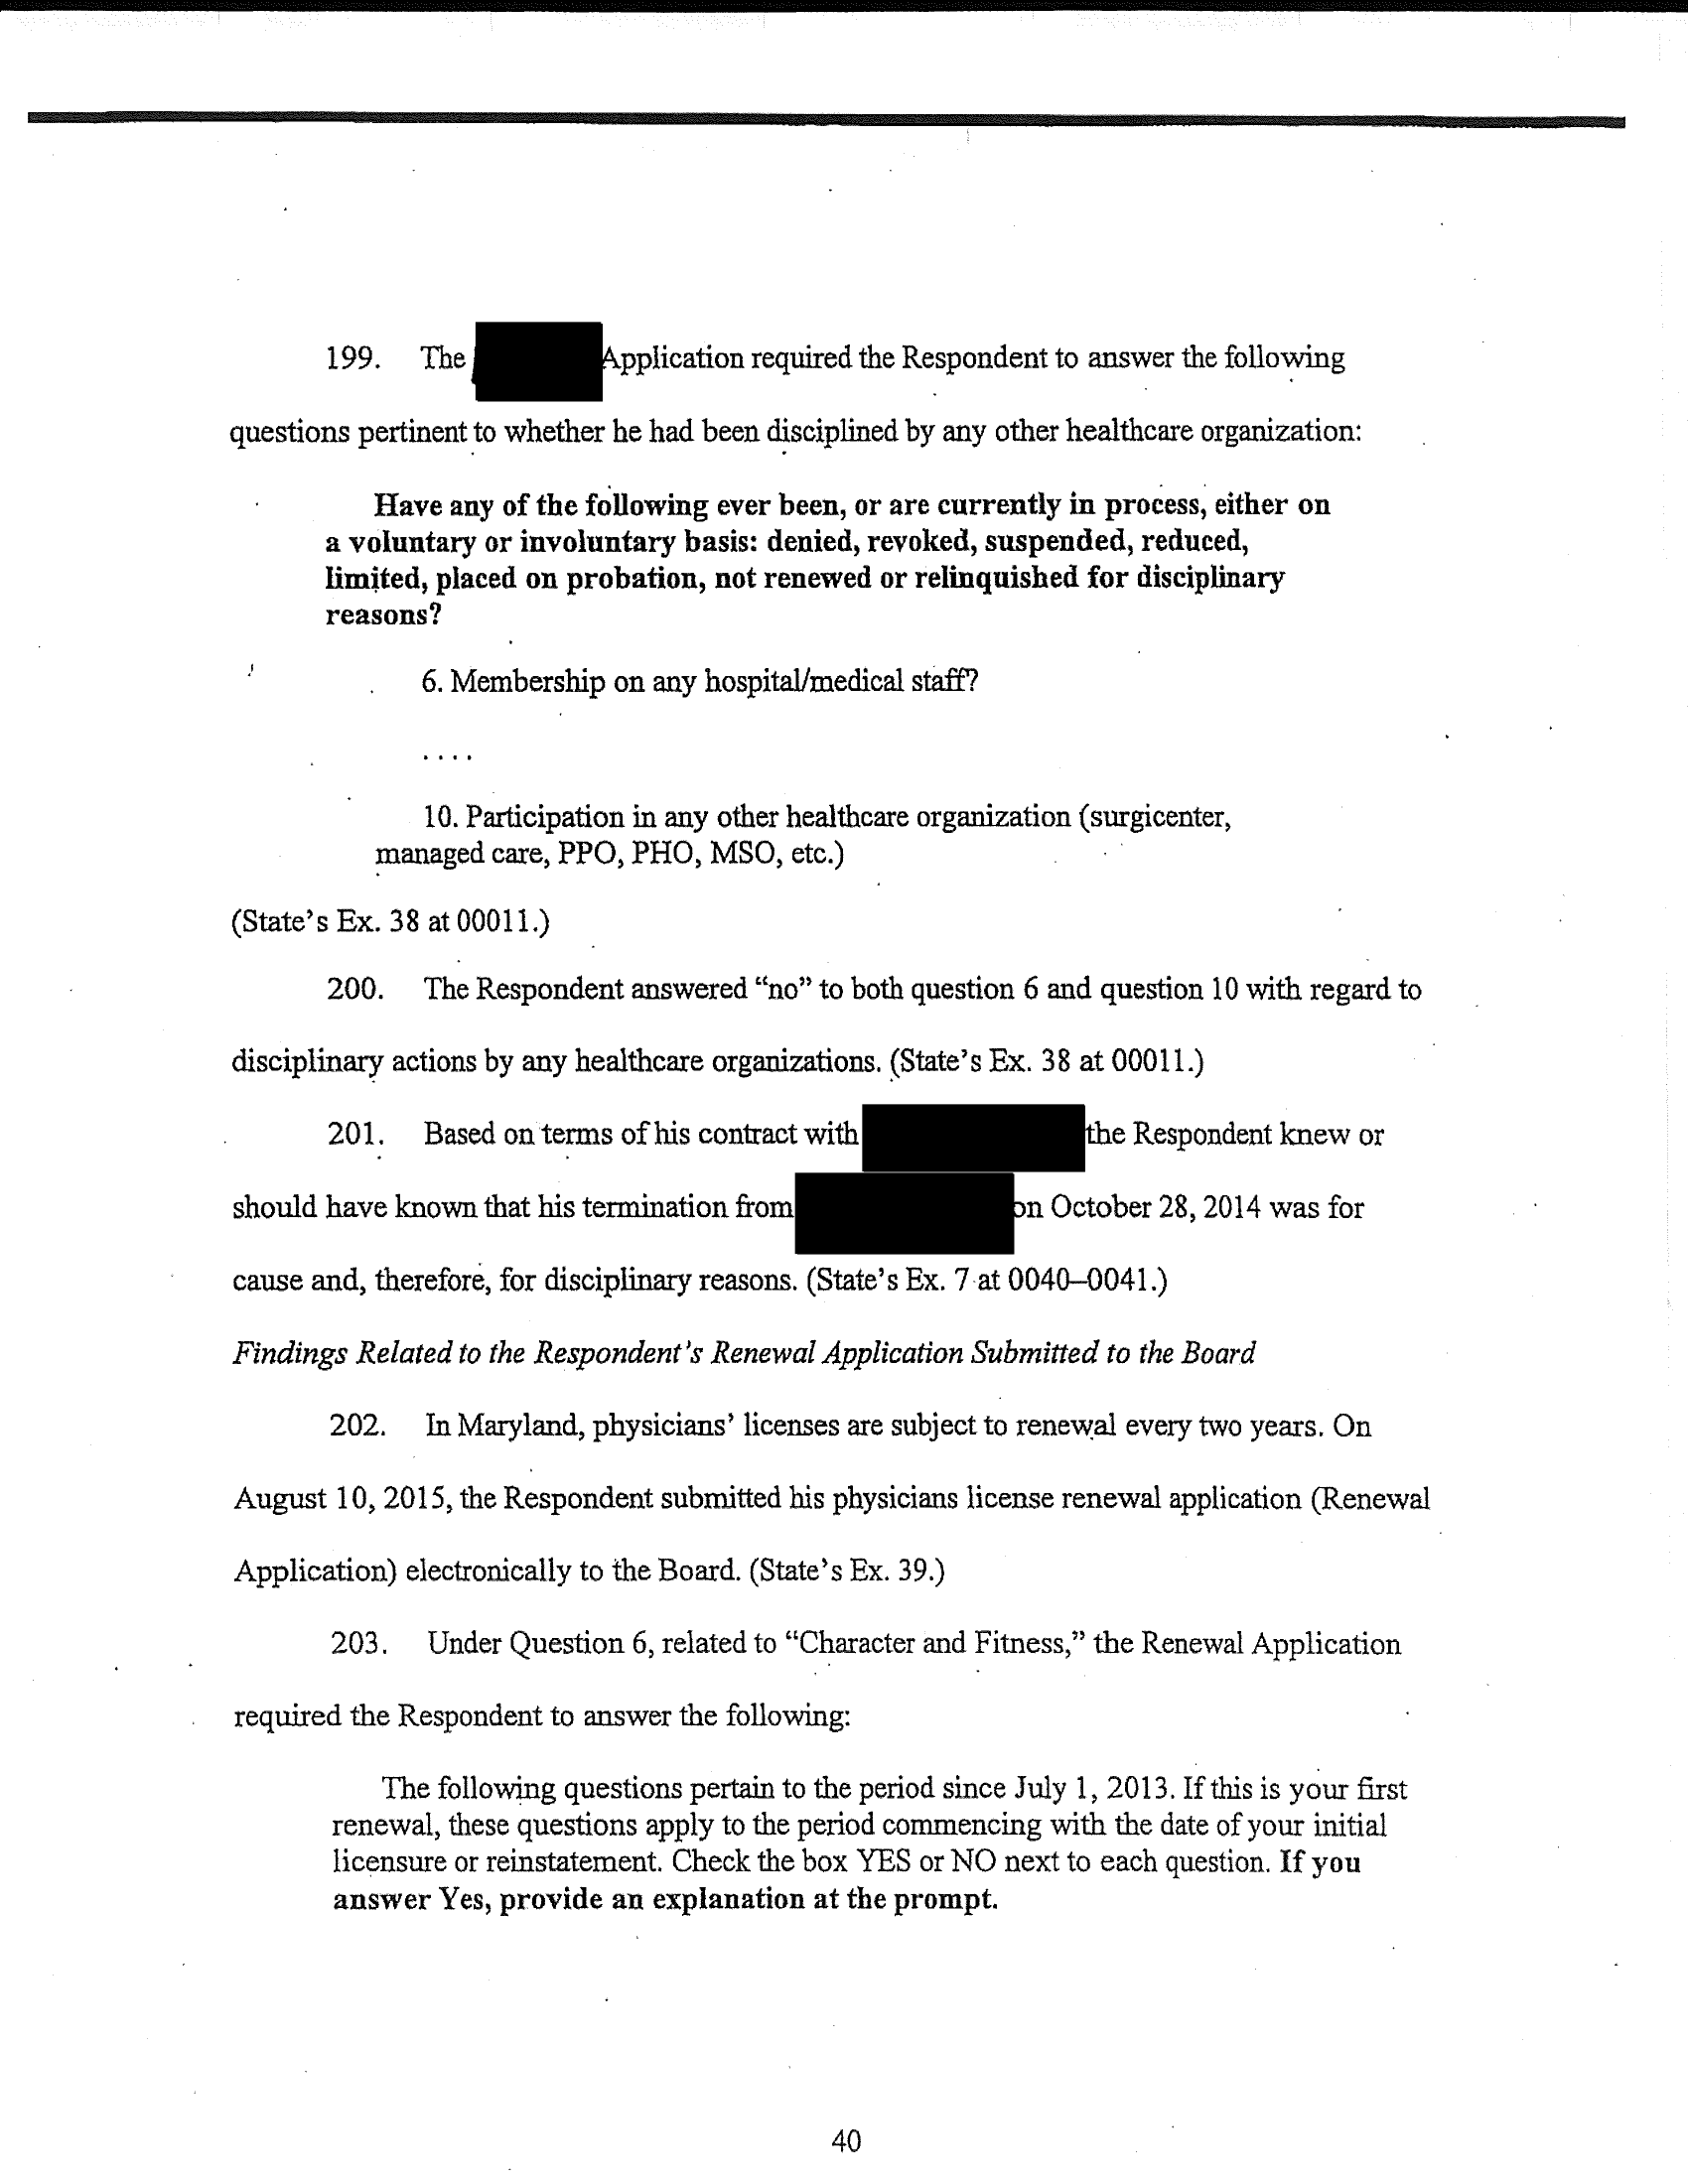 199. The Application required the Respondent to answer the following
questions pertinent to whether he had been disciplined by any other healthcare organization:
Have any of the following ever been, or are currently in process, either on
a voluntary or involuntary basis: denied, revoked, suspended, reduced,
limited, placed on probation, not renewed or relinquished for disciplinary
reasons?
6. Membership on any hospital/medical staff?
. . . .
10. Participation in any other healthcare organization (surgicenter,
managed care, PPO, PHO, MSO, etc.)
(State's Ex. 38 at 00011.)
200. The Respondent answered “no” to both question 6 and question 10 with regard to
disciplinary actions by any healthcare organizations. (State's Ex. 38 at 00011.)
201. Based on terms of his contract with the Respondent knew or
should have known that his termination from on October 28, 2014 was for
cause and, therefore, for disciplinary reasons. (State's Ex. 7 at 0040–0041.)
Findings Related to the Respondent's Renewal Application Submitted to the Board
202. In Maryland, physicians' licenses are subject to renewal every two years. On
August 10, 2015, the Respondent submitted his physicians license renewal application (Renewal
Application) electronically to the Board. (State's Ex. 39.)
203. Under Question 6, related to “Character and Fitness,” the Renewal Application
required the Respondent to answer the following:
The following questions pertain to the period since July 1, 2013. If this is your first
renewal, these questions apply to the period commencing with the date of your initial
licensure or reinstatement. Check the box YES or NO next to each question. If you
answer Yes, provide an explanation at the prompt.
40